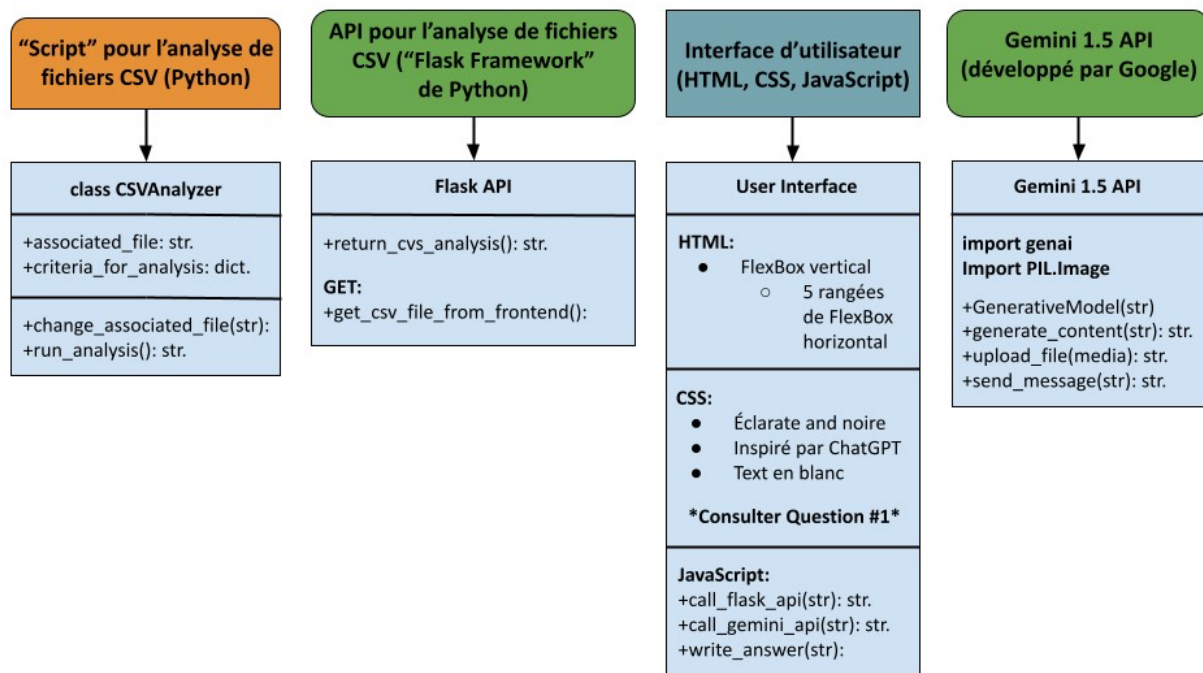 “Script” pour l’analyse de
fichiers CSV (Python)
class CSVAnalyzer
+associated_file: str.
+criteria_for_analysis: dict.
+change_associated_file(str):
+run_analysis(): str.
API pour l’analyse de fichiers
CSV (“Flask Framework”
de Python)
Flask API
+return_cvs_analysis(): str.
GET:
+get_csv_file_from_frontend():
Interface d’utilisateur
(HTML, CSS, JavaScript)
User Interface
HTML:
● FlexBox vertical
○ 5 rangées
de FlexBox
horizontal
CSS:
● Éclarate and noire
● Inspiré par ChatGPT
● Text en blanc
*Consulter Question #1*
JavaScript:
+call_flask_api(str): str.
+call_gemini_api(str): str.
+write_answer(str):
Gemini 1.5 API
(développé par Google)
Gemini 1.5 API
import genai
Import PIL.Image
+GenerativeModel(str)
+generate_content(str): str.
+upload_file(media): str.
+send_message(str): str.